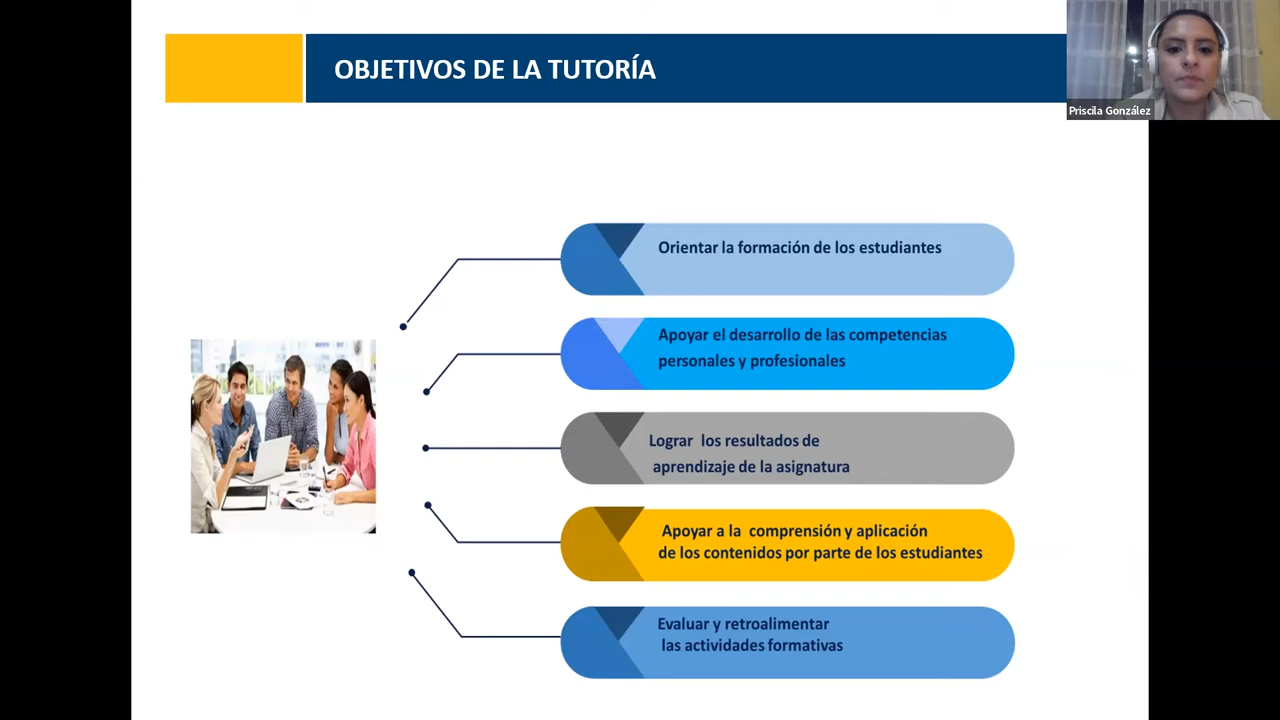 OBJETIVOS DE LA TUTORÍA
Priscila González
Orientar la formación de los estudiantes
Apoyar el desarrollo de las competencias
personales y profesionales
Lograr los resultados de
aprendizaje de la asignatura
Apoyar a la comprensión y aplicación
de los contenidos por parte de los estudiantes
Evaluar y retroalimentar
las actividades formativas